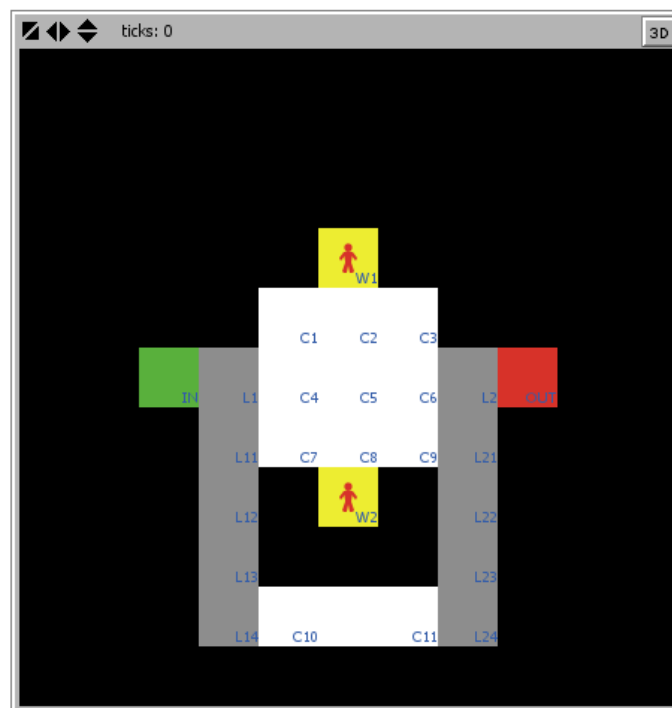 ticks: 0
3D
W1
C1 C2 C3
IN L1 C4 C5 C6 L2 OUT
L11 C7 C8 C9 L21
L12 W2 L22
L13 L23
L14 C10 C11 L24